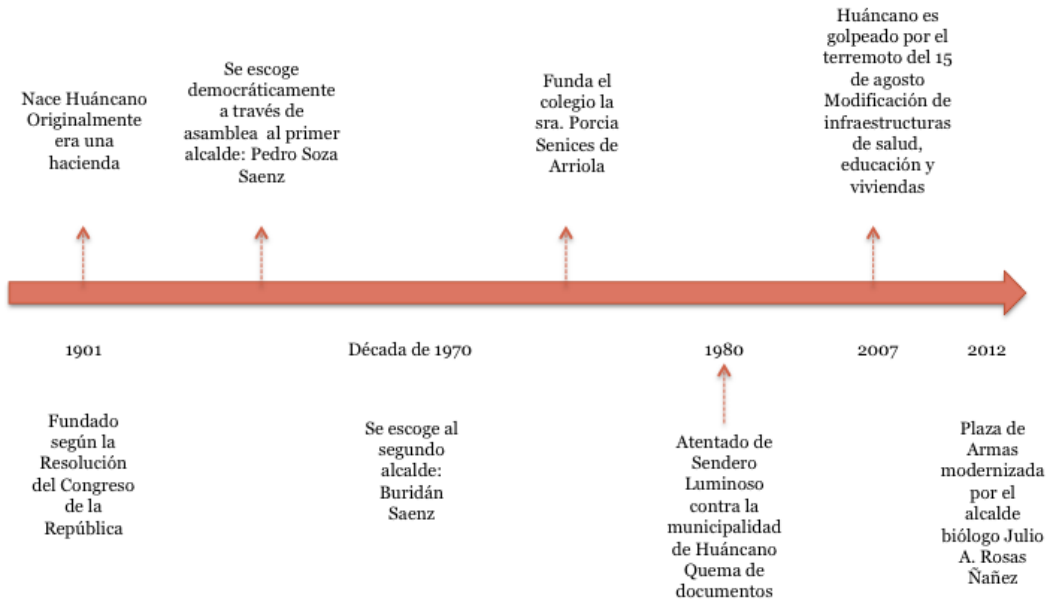 Nace Huáncano
Originalmente
era una
hacienda
Se escoge
democráticamente
a través de
asamblea al primer
alcalde: Pedro Soza
Saenz
Funda el
colegio la
sra. Porcia
Senices de
Arriola
Huáncano es
golpeado por el
terremoto del 15
de agosto
Modificación de
infraestructuras
de salud,
educación y
viviendas
1901
Década de 1970
1980
2007
2012
Fundado
según la
Resolución
del Congreso
de la
República
Se escoge al
segundo
alcalde:
Buridán
Saenz
Atentado de
Sendero
Luminoso
contra la
municipalidad
de Huáncano
Quema de
documentos
Plaza de
Armas
modernizada
por el
alcalde
biólogo Julio
A. Rosas
Ñañez